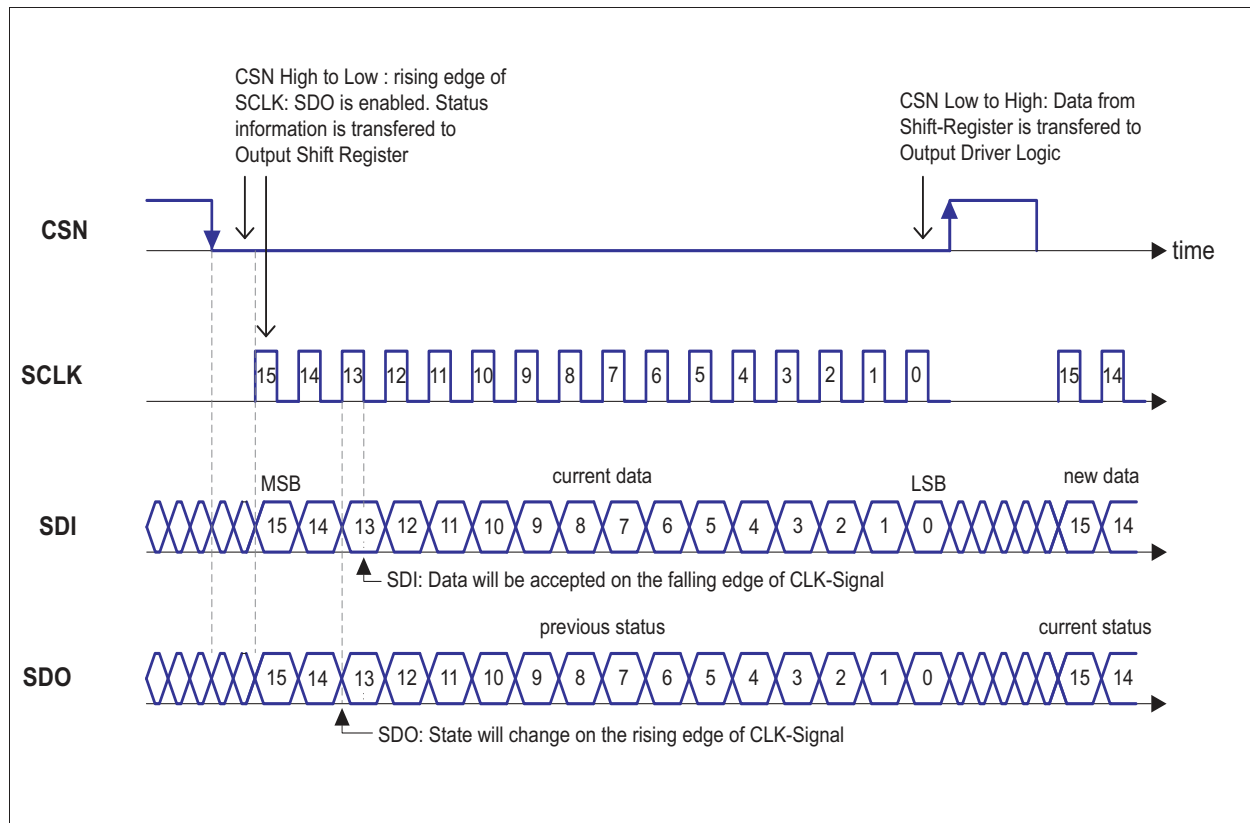 CSN High to Low : rising edge of
SCLK: SDO is enabled. Status
information is transfered to
Output Shift Register
CSN Low to High: Data from
Shift-Register is transfered to
Output Driver Logic
CSN
time
SCLK
15 14 13 12 11 10 9 8 7 6 5 4 3 2 1 0 15 14
MSB current data LSB new data
SDI
15 14 13 12 11 10 9 8 7 6 5 4 3 2 1 0 15 14
SDI: Data will be accepted on the falling edge of CLK-Signal
previous status current status
SDO
15 14 13 12 11 10 9 8 7 6 5 4 3 2 1 0 15 14
SDO: State will change on the rising edge of CLK-Signal